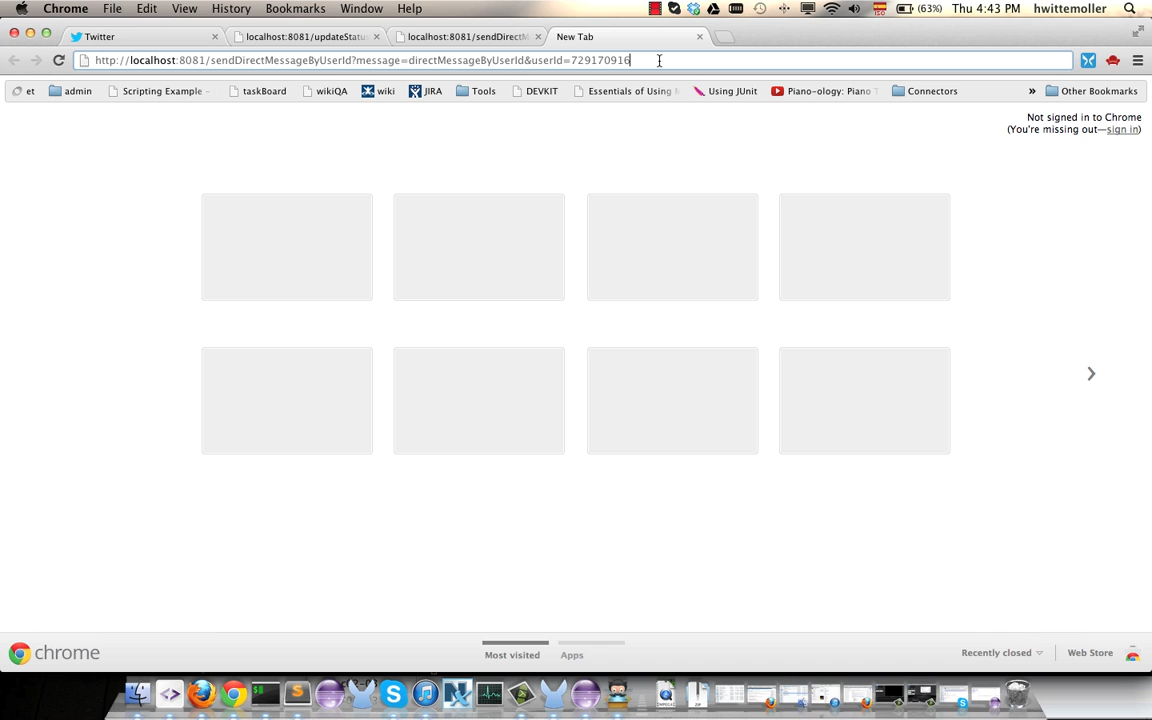 Chrome File Edit View History Bookmarks Window Help (63%) Thu 4:43 PM hwittemoller
Twitter localhost:8081/updateStatu localhost:8081/sendDirectM New Tab
http://localhost:8081/sendDirectMessageByUserId?message=directMessageByUserId&userId=729170916
et admin Scripting Example - taskBoard wikiQA wiki JIRA Tools DEVKIT Essentials of Using Using JUnit Piano-ology: Piano Connectors » Other Bookmarks
Not signed in to Chrome
(You're missing out—sign in)
chrome Most visited Apps Recently closed Web Store